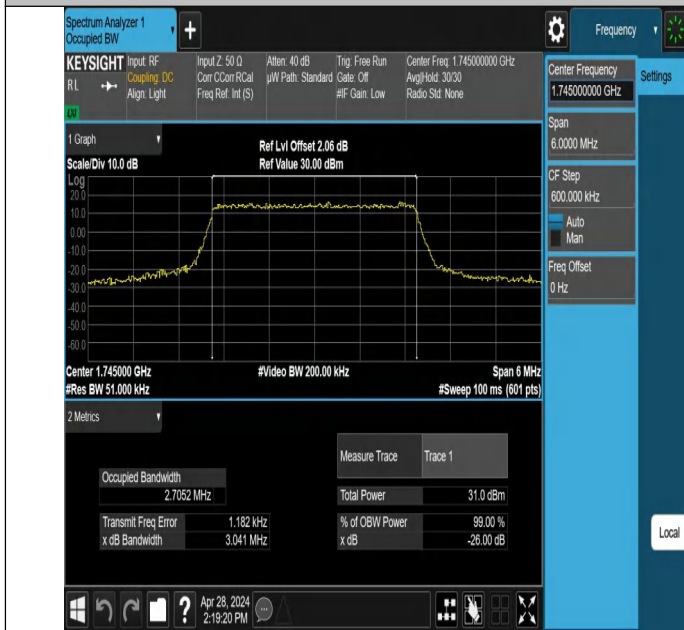 Spectrum Analyzer 1
Occupied BW
Frequency
KEYSIGHT
RL
LXI
Input: RF
Coupling: DC
Align: Light
Input Z: 50 Ω
Corr CCorr RCal
Freq Ref: Int (S)
Atten: 40 dB
µW Path: Standard
Trig: Free Run
Gate: Off
#IF Gain: Low
Center Freq: 1.745000000 GHz
Avg|Hold: 30/30
Radio Std: None
Center Frequency
1.745000000 GHz
Settings
Span
6.0000 MHz
CF Step
600.000 kHz
Auto
Man
Freq Offset
0 Hz
Local
1 Graph
Scale/Div 10.0 dB
Ref Lvl Offset 2.06 dB
Ref Value 30.00 dBm
Log
20.0
10.0
0.00
-10.0
-20.0
-30.0
-40.0
-50.0
-60.0
Center 1.745000 GHz
#Video BW 200.00 kHz
Span 6 MHz
#Res BW 51.000 kHz
#Sweep 100 ms (601 pts)
2 Metrics
Measure Trace Trace 1
Occupied Bandwidth
2.7052 MHz
Total Power 31.0 dBm
Transmit Freq Error 1.182 kHz
% of OBW Power 99.00 %
x dB Bandwidth 3.041 MHz
x dB -26.00 dB
?
Apr 28, 2024
2:19:20 PM